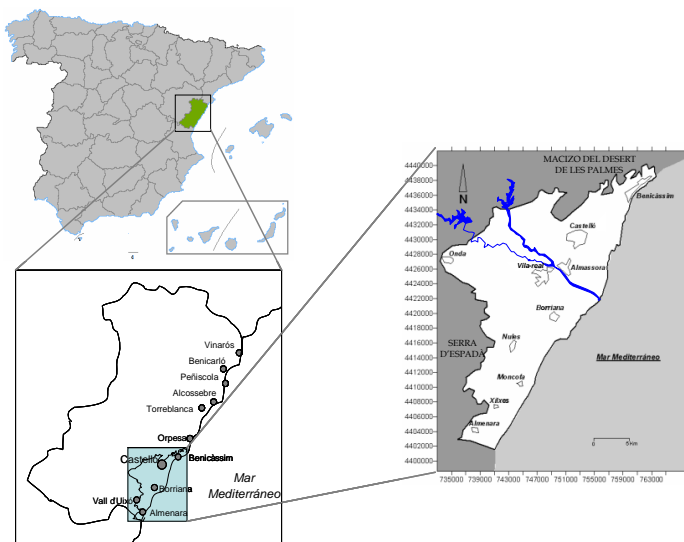 Vinarós
Benicarló
Peñiscola
Alcossebre
Torreblanca
Orpesa
Castelló
Benicàssim
Mar
Mediterráneo
Borriana
Vall d'Uixó
Almenara
MACIZO DEL DESERT
DE LES PALMES
N
Benicàssim
Castelló
Onda
Vila-real
Almassora
Borriana
SERRA
D'ESPADÀ
Nules
Mar Mediterráneo
Moncofa
Xilxes
Almenara
0 5 Km
4440000
4436000
4434000
4432000
4430000
4428000
4426000
4424000
4422000
4420000
4418000
4416000
4414000
4412000
4410000
4408000
4406000
4404000
4402000
4400000
735000 739000 743000 747000 751000 755000 759000 763000